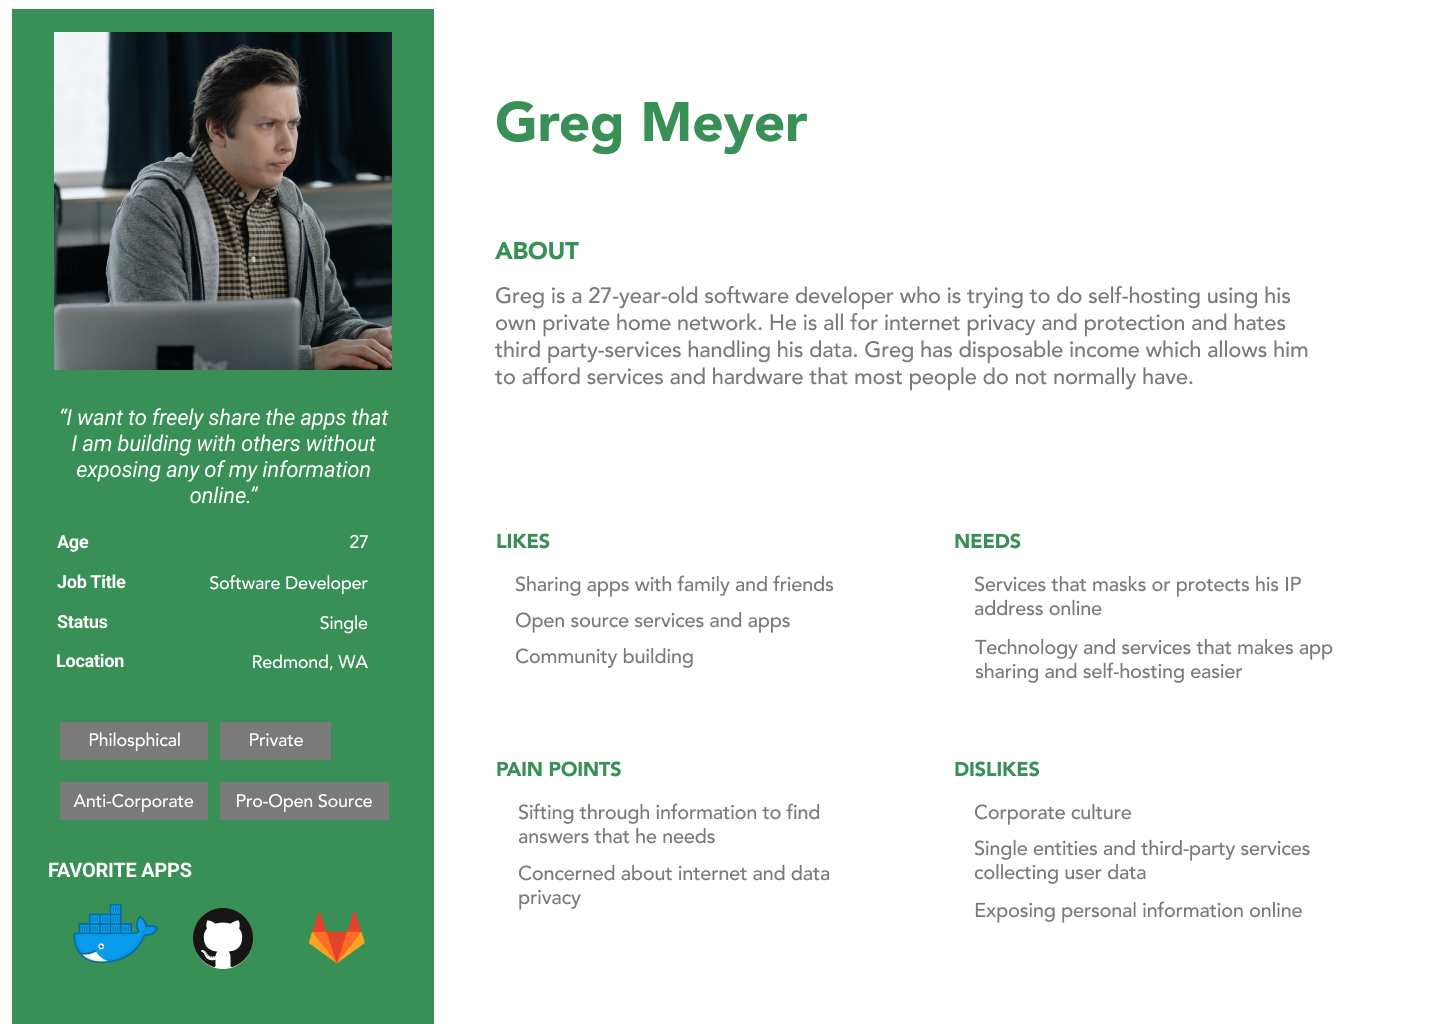 Greg Meyer
ABOUT
Greg is a 27-year-old software developer who is trying to do self-hosting using his
own private home network. He is all for internet privacy and protection and hates
third party-services handling his data. Greg has disposable income which allows him
to afford services and hardware that most people do not normally have.
“I want to freely share the apps that
I am building with others without
exposing any of my information
online.”
Age 27
Job Title Software Developer
Status Single
Location Redmond, WA
Philosphical Private
Anti-Corporate Pro-Open Source
FAVORITE APPS
LIKES
Sharing apps with family and friends
Open source services and apps
Community building
NEEDS
Services that masks or protects his IP
address online
Technology and services that makes app
sharing and self-hosting easier
PAIN POINTS
Sifting through information to find
answers that he needs
Concerned about internet and data
privacy
DISLIKES
Corporate culture
Single entities and third-party services
collecting user data
Exposing personal information online